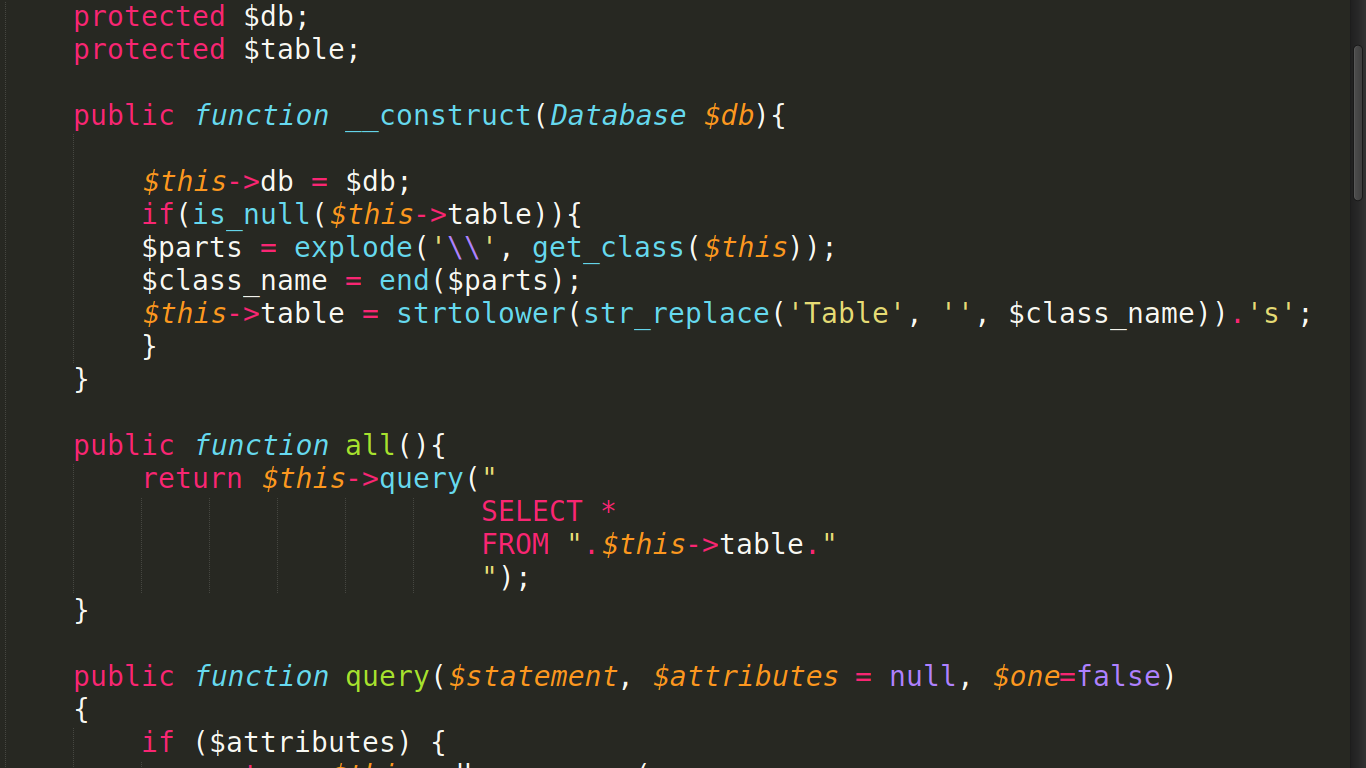 protected $db;
protected $table;
public function __construct(Database $db){
$this->db = $db;
if(is_null($this->table)){
$parts = explode('\\', get_class($this));
$class_name = end($parts);
$this->table = strtolower(str_replace('Table', '', $class_name)).'s';
}
}
public function all(){
return $this->query("
SELECT *
FROM ".$this->table."
");
}
public function query($statement, $attributes = null, $one=false)
{
if ($attributes) {